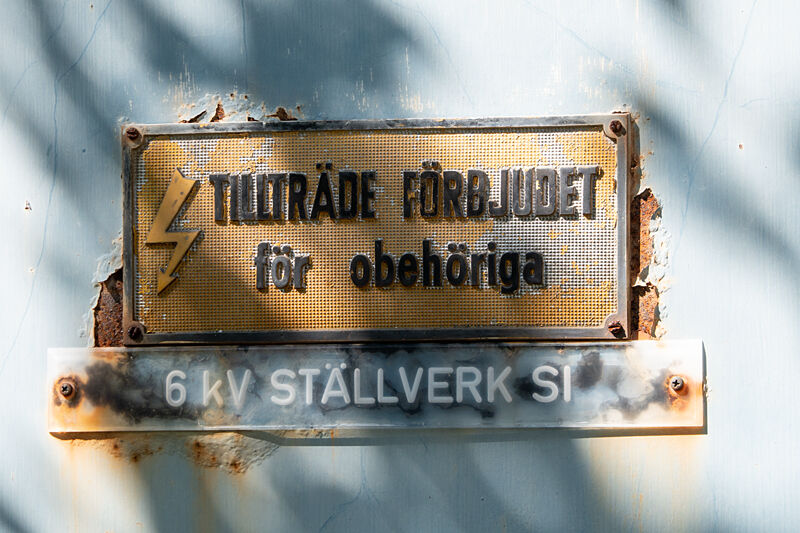 TILLTRÄDE FÖRBJUDET
för obehöriga
6 kV STÄLLVERK SI